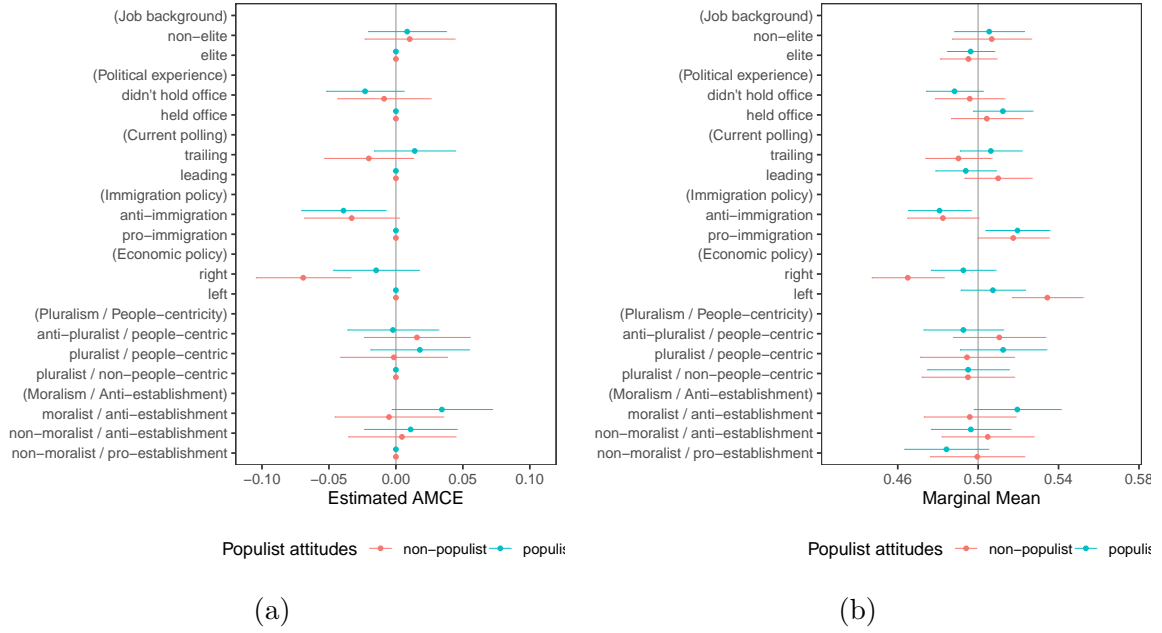 (Job background)
non−elite
elite
(Political experience)
didn't hold office
held office
(Current polling)
trailing
leading
(Immigration policy)
anti−immigration
pro−immigration
(Economic policy)
right
left
(Pluralism / People−centricity)
anti−pluralist / people−centric
pluralist / people−centric
pluralist / non−people−centric
(Moralism / Anti−establishment)
moralist / anti−establishment
non−moralist / anti−establishment
non−moralist / pro−establishment
−0.10 −0.05 0.00 0.05 0.10
Estimated AMCE
Populist attitudes non−populist populis
(a)
(Job background)
non−elite
elite
(Political experience)
didn't hold office
held office
(Current polling)
trailing
leading
(Immigration policy)
anti−immigration
pro−immigration
(Economic policy)
right
left
(Pluralism / People−centricity)
anti−pluralist / people−centric
pluralist / people−centric
pluralist / non−people−centric
(Moralism / Anti−establishment)
moralist / anti−establishment
non−moralist / anti−establishment
non−moralist / pro−establishment
0.46 0.50 0.54 0.58
Marginal Mean
Populist attitudes non−populist populis
(b)